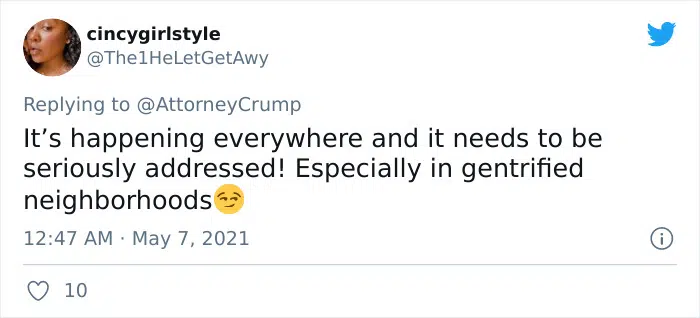 cincygirlstyle
@The1HeLetGetAwy
Replying to @AttorneyCrump
It’s happening everywhere and it needs to be
seriously addressed! Especially in gentrified
neighborhoods😏
12:47 AM · May 7, 2021
10